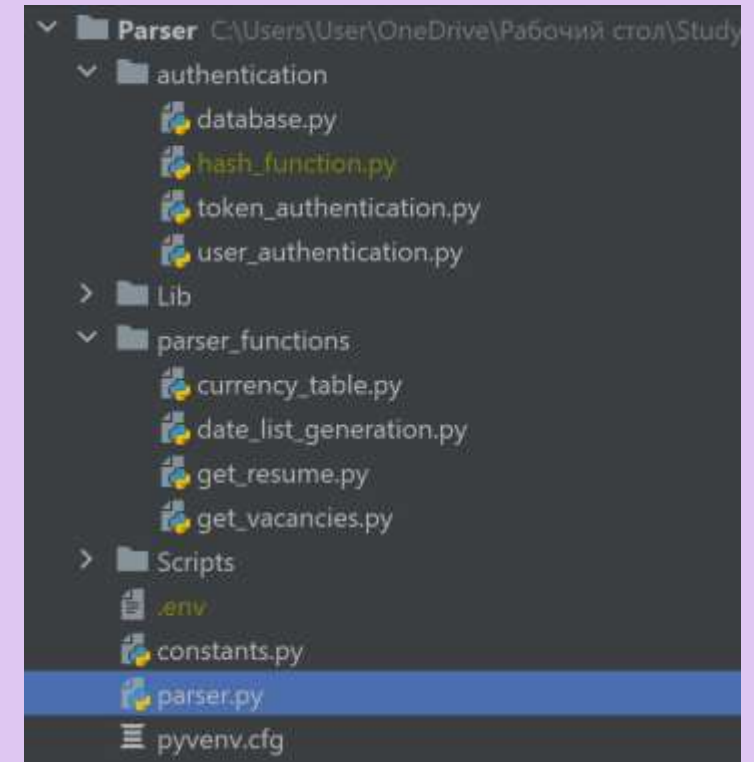 Parser C:\Users\User\OneDrive\Рабочий стол\Study
authentication
database.py
hash_function.py
token_authentication.py
user_authentication.py
Lib
parser_functions
currency_table.py
date_list_generation.py
get_resume.py
get_vacancies.py
Scripts
.env
constants.py
parser.py
pyvenv.cfg